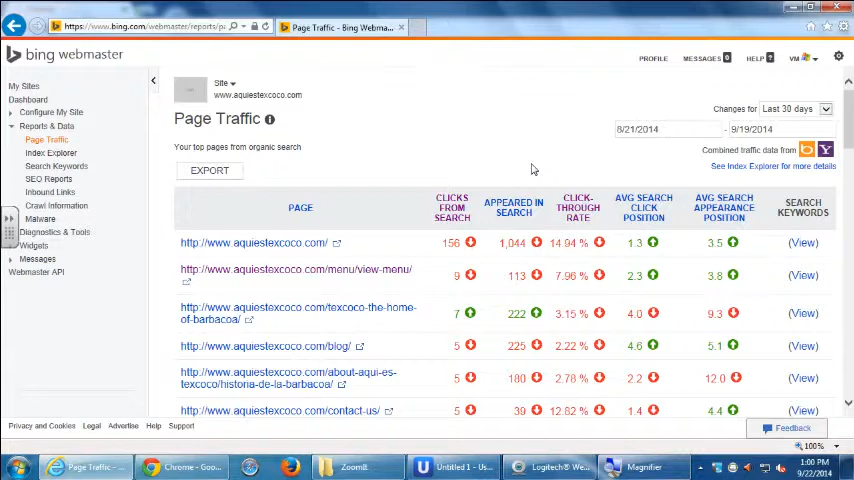 https://www.bing.com/webmaster/reports/pa
Page Traffic - Bing Webma...
bing webmaster
PROFILE
MESSAGES 0
HELP ?
VM
My Sites
Dashboard
Configure My Site
Reports & Data
Page Traffic
Index Explorer
Search Keywords
SEO Reports
Inbound Links
Crawl Information
Malware
Diagnostics & Tools
Widgets
Messages
Webmaster API
Site
www.aquiestexcoco.com
Page Traffic
Changes for Last 30 days
8/21/2014 - 9/19/2014
Your top pages from organic search
Combined traffic data from
See Index Explorer for more details
EXPORT
PAGE
CLICKS FROM SEARCH
APPEARED IN SEARCH
CLICK-THROUGH RATE
AVG SEARCH CLICK POSITION
AVG SEARCH APPEARANCE POSITION
SEARCH KEYWORDS
http://www.aquiestexcoco.com/ 156 1,044 14.94 % 1.3 3.5 (View)
http://www.aquiestexcoco.com/menu/view-menu/ 9 113 7.96 % 2.3 3.8 (View)
http://www.aquiestexcoco.com/texcoco-the-home-
of-barbacoa/ 7 222 3.15 % 4.0 9.3 (View)
http://www.aquiestexcoco.com/blog/ 5 225 2.22 % 4.6 5.1 (View)
http://www.aquiestexcoco.com/about-aqui-es-
texcoco/historia-de-la-barbacoa/ 5 180 2.78 % 2.2 12.0 (View)
http://www.aquiestexcoco.com/contact-us/ 5 39 12.82 % 1.4 4.4 (View)
Privacy and Cookies Legal Advertise Help Support
Feedback
100%
Page Traffic - ...
Chrome - Goo...
ZoomIt
Untitled 1 - Us...
Logitech® We...
Magnifier
1:00 PM
9/22/2014